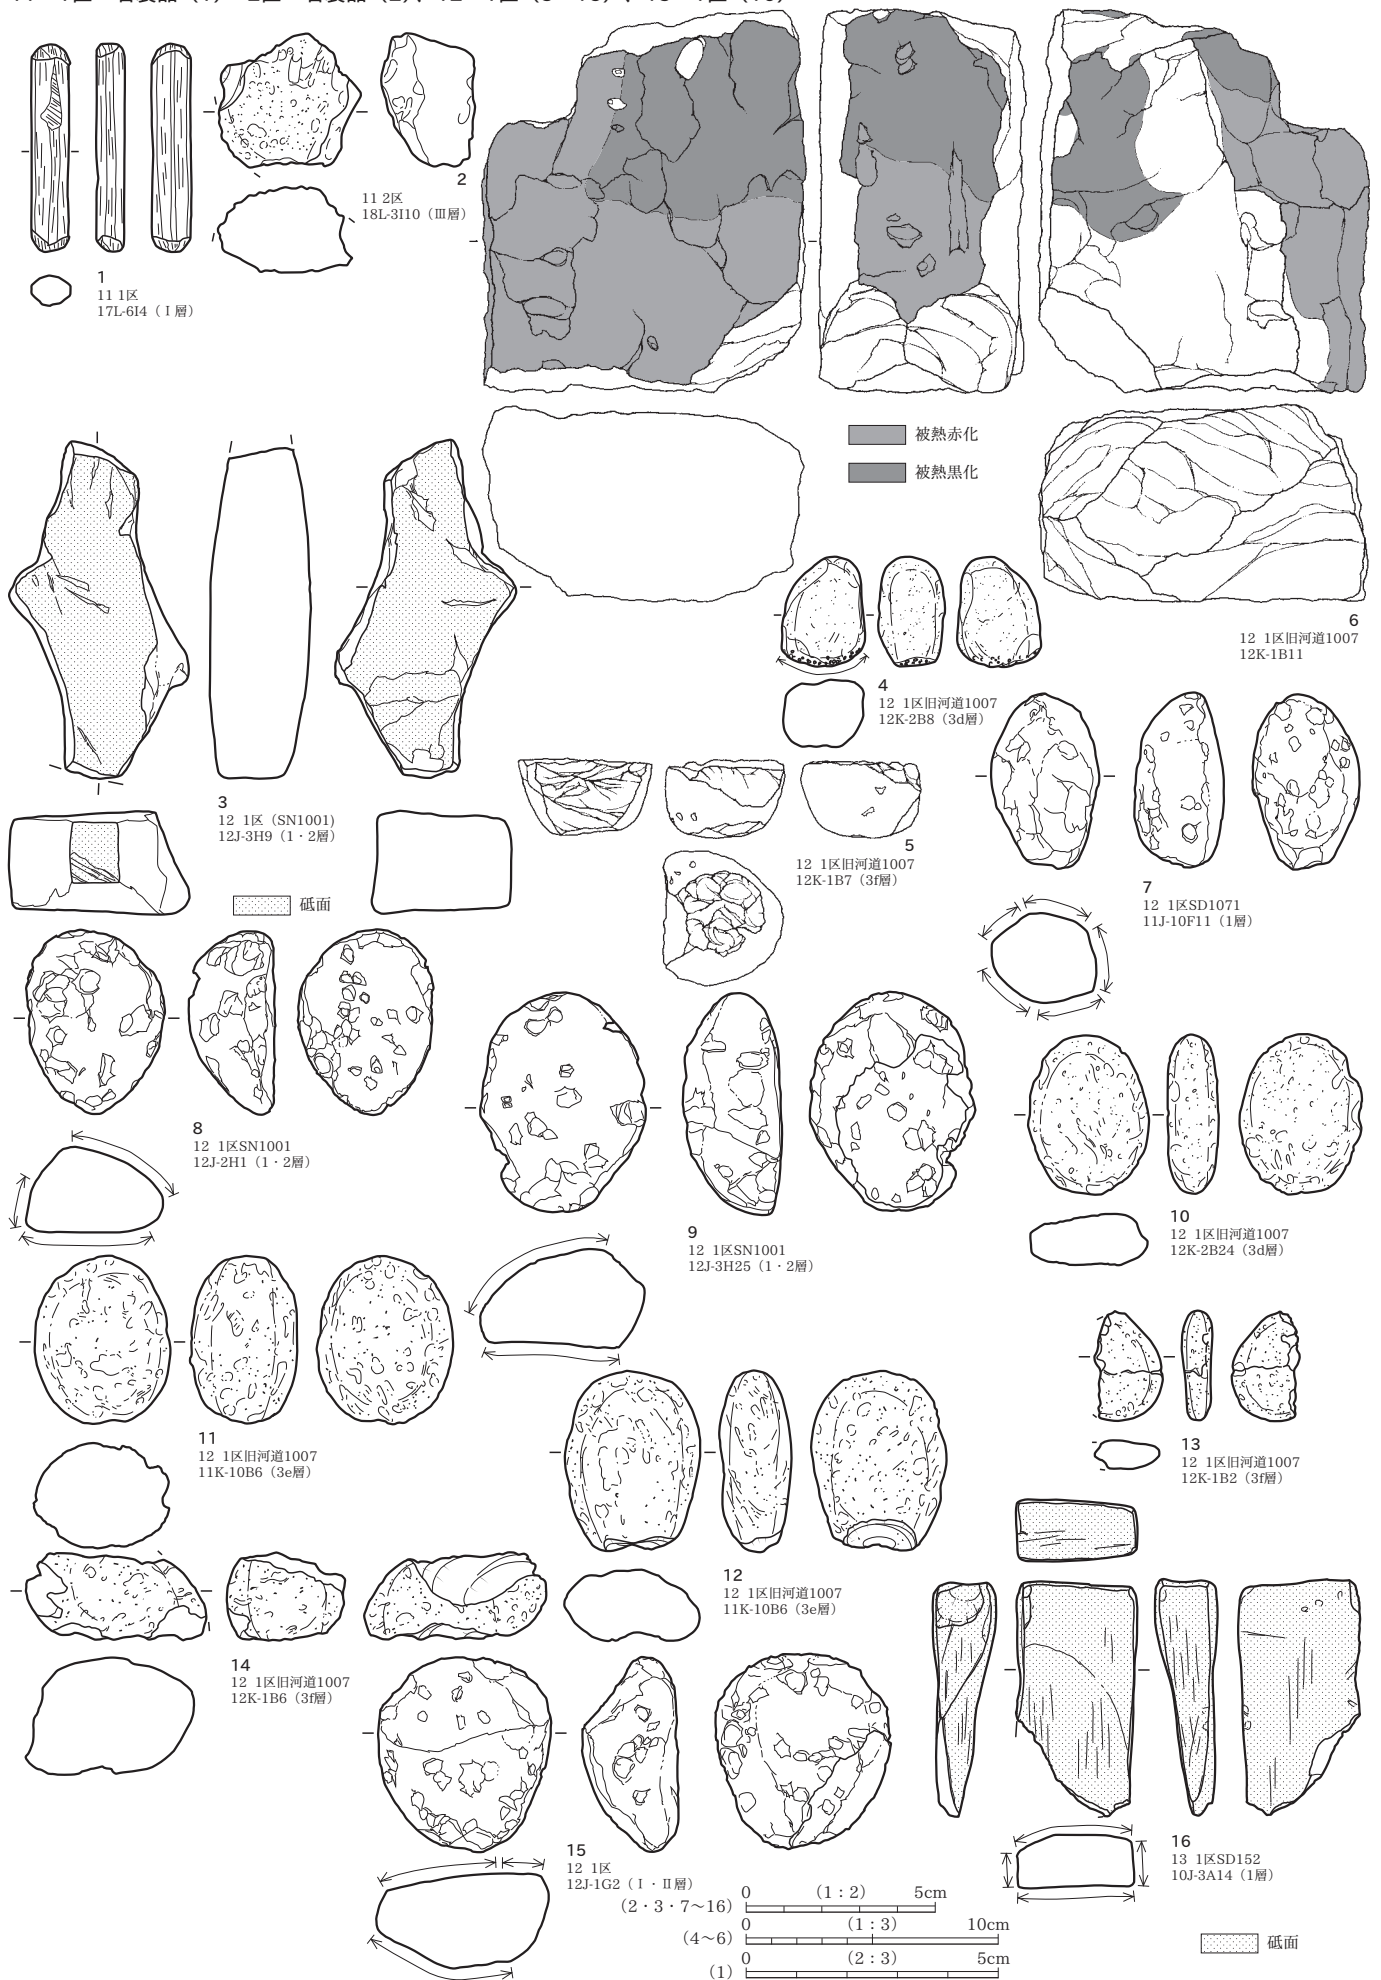 1
11 1区
17L-6I4（Ⅰ層）
2
11 2区
18L-3I10（Ⅲ層）
被熱赤化
被熱黒化
6
12 1区旧河道1007
12K-1B11
4
12 1区旧河道1007
12K-2B8（3d層）
3
12 1区（SN1001）
12J-3H9（1・2層）
砥面
5
12 1区旧河道1007
12K-1B7（3f層）
7
12 1区SD1071
11J-10F11（1層）
8
12 1区SN1001
12J-2H1（1・2層）
9
12 1区SN1001
12J-3H25（1・2層）
10
12 1区旧河道1007
12K-2B24（3d層）
11
12 1区旧河道1007
11K-10B6（3e層）
13
12 1区旧河道1007
12K-1B2（3f層）
12
12 1区旧河道1007
11K-10B6（3e層）
14
12 1区旧河道1007
12K-1B6（3f層）
15
12 1区
12J-1G2（Ⅰ・Ⅱ層）
16
13 1区SD152
10J-3A14（1層）
砥面
（2・3・7〜16） 0 （1：2） 5cm
（4〜6） 0 （1：3） 10cm
（1） 0 （2：3） 5cm